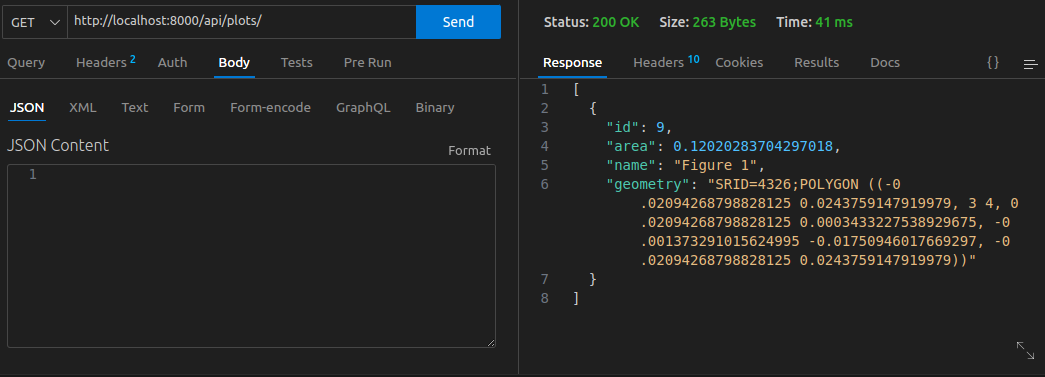 GET http://localhost:8000/api/plots/ Send
Query Headers 2 Auth Body Tests Pre Run
JSON XML Text Form Form-encode GraphQL Binary
JSON Content Format
1
Status: 200 OK Size: 263 Bytes Time: 41 ms
Response Headers 10 Cookies Results Docs {}
1 [
2 {
3 "id": 9,
4 "area": 0.12020283704297018,
5 "name": "Figure 1",
6 "geometry": "SRID=4326;POLYGON ((-0
.02094268798828125 0.0243759147919979, 3 4, 0
.02094268798828125 0.0003433227538929675, -0
.001373291015624995 -0.01750946017669297, -0
.02094268798828125 0.0243759147919979))"
7 }
8 ]